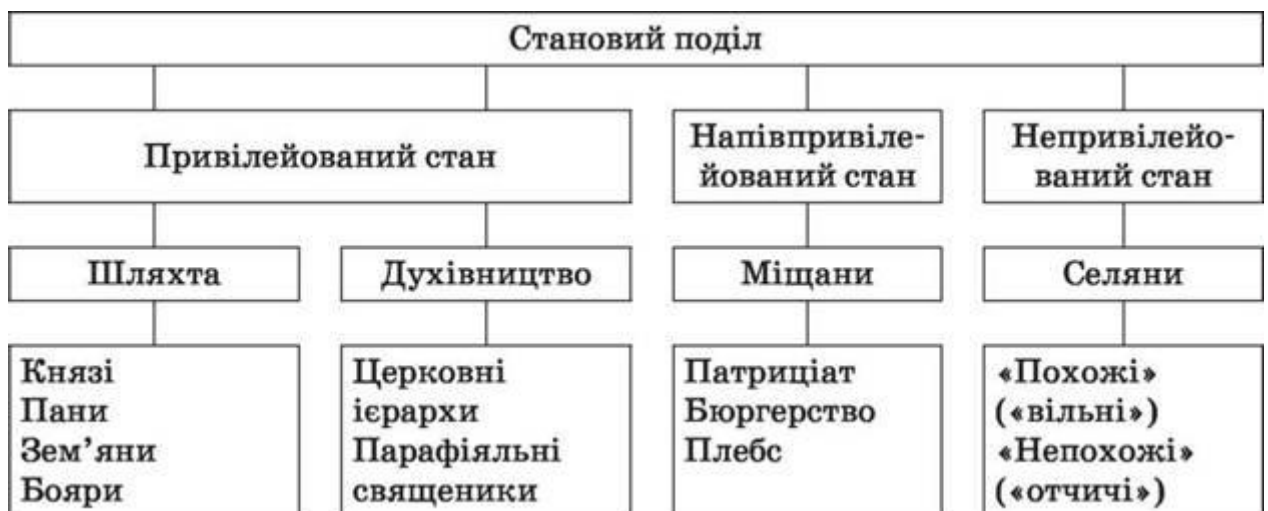 Становий поділ
Привілейований стан
Напівпривіле-
йований стан
Непривілейо-
ваний стан
Шляхта
Духівництво
Міщани
Селяни
Князі
Пани
Зем’яни
Бояри
Церковні
ієрархи
Парафіяльні
священики
Патриціат
Бюргерство
Плебс
«Похожі»
(«вільні»)
«Непохожі»
(«отчичі»)